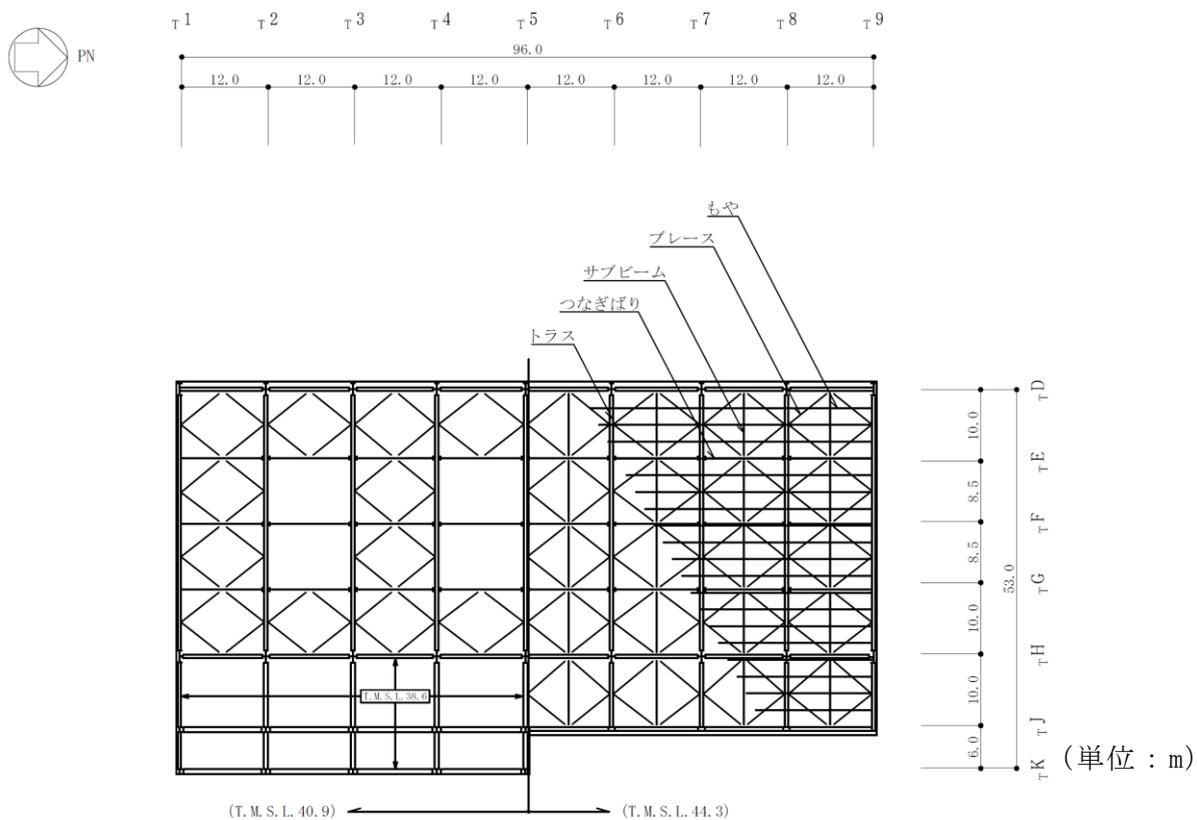 T1 T2 T3 T4 T5 T6 T7 T8 T9
PN
96.0
12.0 12.0 12.0 12.0 12.0 12.0 12.0 12.0
もや
ブレース
サブビーム
つなぎばり
トラス
TD
10.0
TE
8.5
TF
8.5
TG
53.0
10.0
TH
10.0
TJ
6.0
TK
T.M.S.L.38.6
(単位:m)
(T.M.S.L.40.9) (T.M.S.L.44.3)